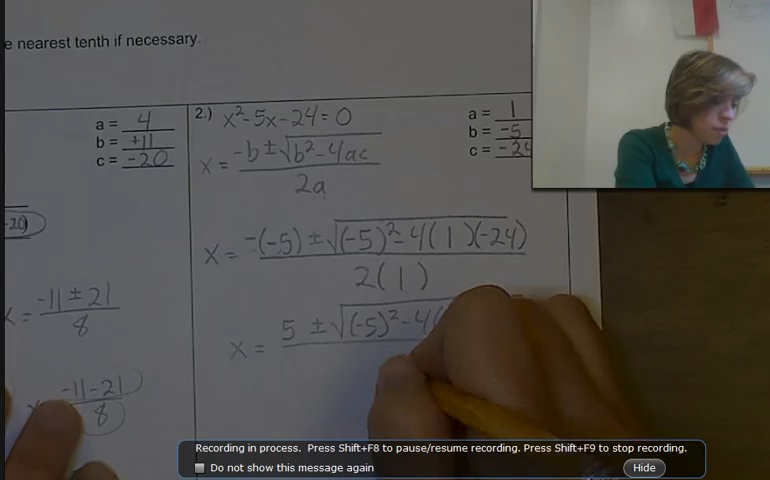 e nearest tenth if necessary.
a = 4
b = +11
c = -20
-20)
x = -11 ± 21 / 8
-11 - 21 / 8
2.) x² - 5x - 24 = 0
a = 1
b = -5
c = -24
x = -b ± √b² - 4ac / 2a
x = -(-5) ± √(-5)² - 4(1)(-24) / 2(1)
x = 5 ± √(-5)² - 4(
Recording in process. Press Shift+F8 to pause/resume recording. Press Shift+F9 to stop recording.
Do not show this message again
Hide